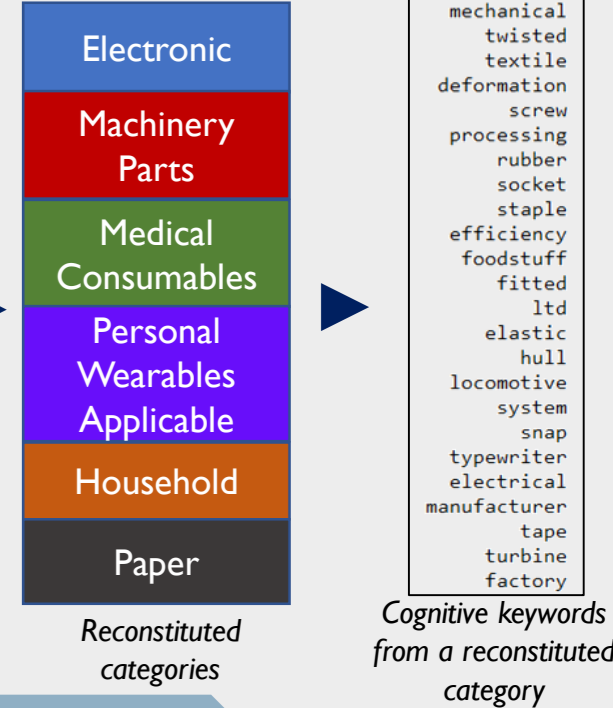 Electronic
Machinery
Parts
Medical
Consumables
Personal
Wearables
Applicable
Household
Paper
Reconstituted
categories
mechanical
twisted
textile
deformation
screw
processing
rubber
socket
staple
efficiency
foodstuff
fitted
ltd
elastic
hull
locomotive
system
snap
typewriter
electrical
manufacturer
tape
turbine
factory
Cognitive keywords
from a reconstituted
category